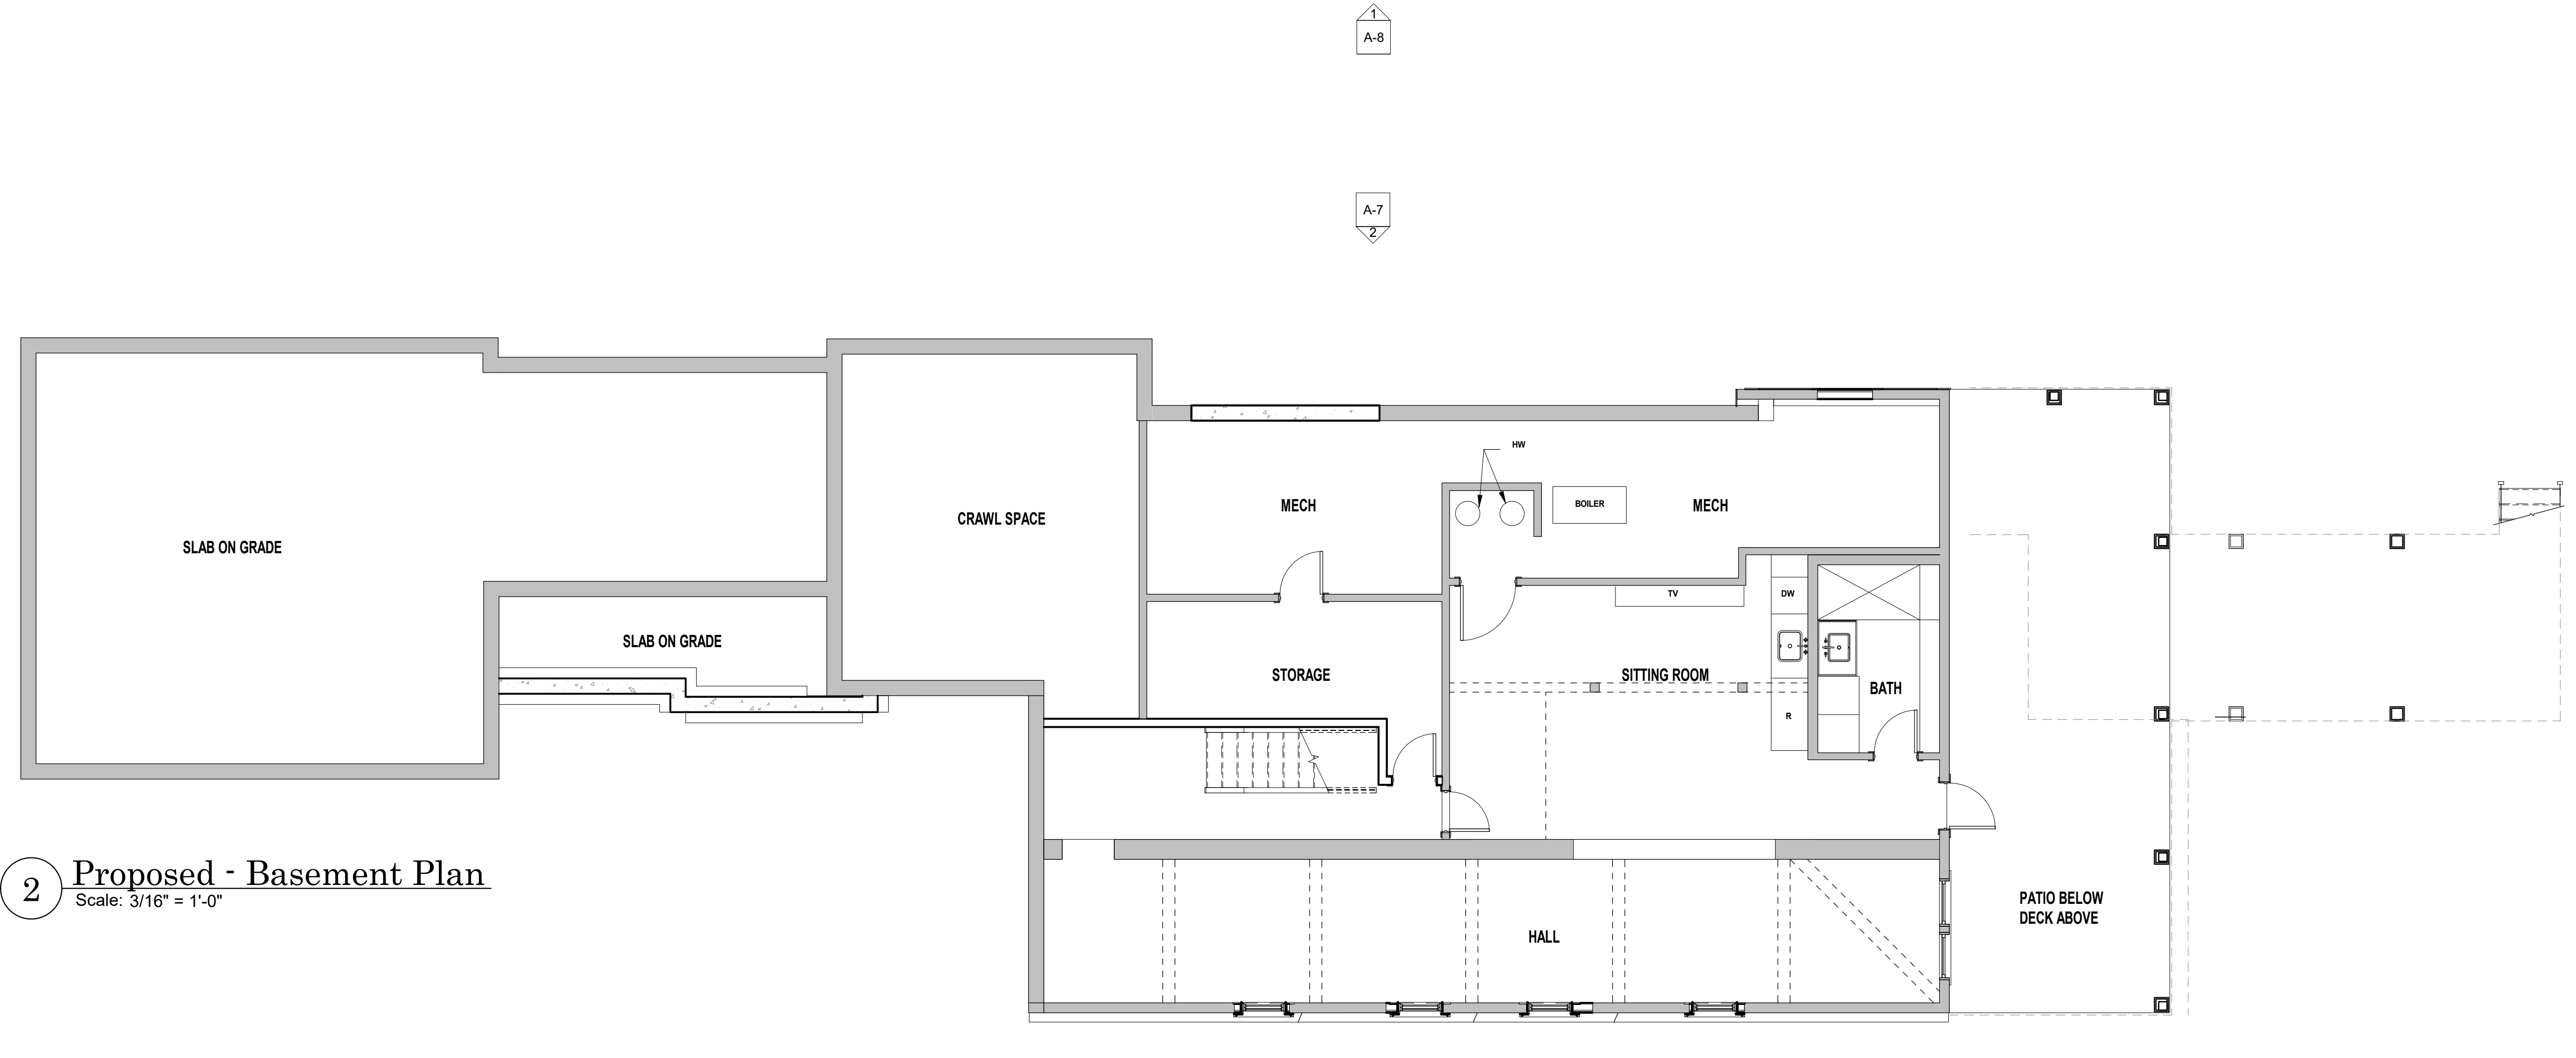 1
A-8
A-7
2
HW
MECH
BOILER
MECH
CRAWL SPACE
SLAB ON GRADE
TV
DW
SLAB ON GRADE
STORAGE
SITTING ROOM
BATH
R
2
Proposed - Basement Plan
Scale: 3/16" = 1'-0"
PATIO BELOW
DECK ABOVE
HALL